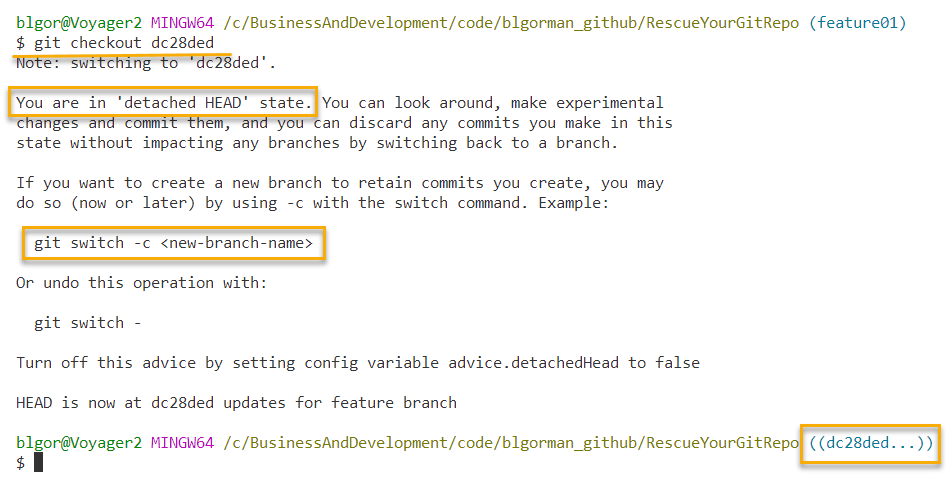 blgor@Voyager2 MINGW64 /c/BusinessAndDevelopment/code/blgorman_github/RescueYourGitRepo (feature01)
$ git checkout dc28ded
Note: switching to 'dc28ded'.
You are in 'detached HEAD' state. You can look around, make experimental
changes and commit them, and you can discard any commits you make in this
state without impacting any branches by switching back to a branch.
If you want to create a new branch to retain commits you create, you may
do so (now or later) by using -c with the switch command. Example:
git switch -c <new-branch-name>
Or undo this operation with:
git switch -
Turn off this advice by setting config variable advice.detachedHead to false
HEAD is now at dc28ded updates for feature branch
blgor@Voyager2 MINGW64 /c/BusinessAndDevelopment/code/blgorman_github/RescueYourGitRepo ((dc28ded...))
$